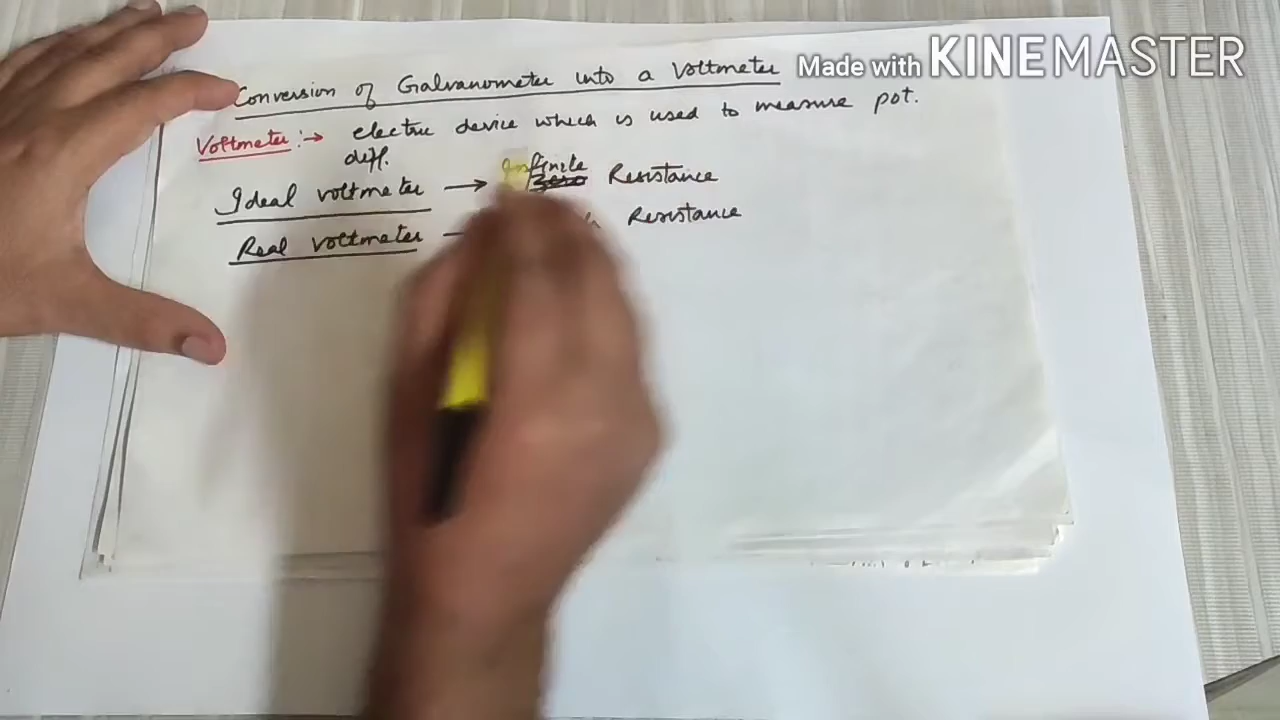 Made with KINEMASTER
Conversion of Galvanometer into a Voltmeter
Voltmeter :→ electric device which is used to measure pot.
diff.
Ideal voltmeter → Infinite Resistance
Real voltmeter → Resistance